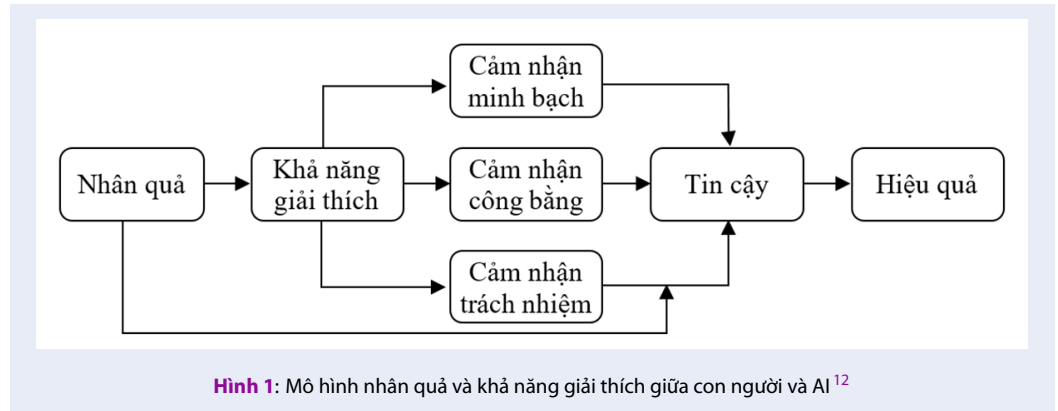 Cảm nhận
minh bạch
Nhân quả
Khả năng
giải thích
Cảm nhận
công bằng
Tin cậy
Hiệu quả
Cảm nhận
trách nhiệm
Hình 1: Mô hình nhân quả và khả năng giải thích giữa con người và AI 12